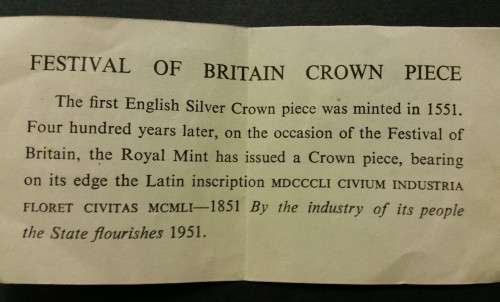 FESTIVAL OF BRITAIN CROWN PIECE
The first English Silver Crown piece was minted in 1551.
Four hundred years later, on the occasion of the Festival of
Britain, the Royal Mint has issued a Crown piece, bearing
on its edge the Latin inscription MDCCCLI CIVIUM INDUSTRIA
FLORET CIVITAS MCMLI—1851 By the industry of its people
the State flourishes 1951.